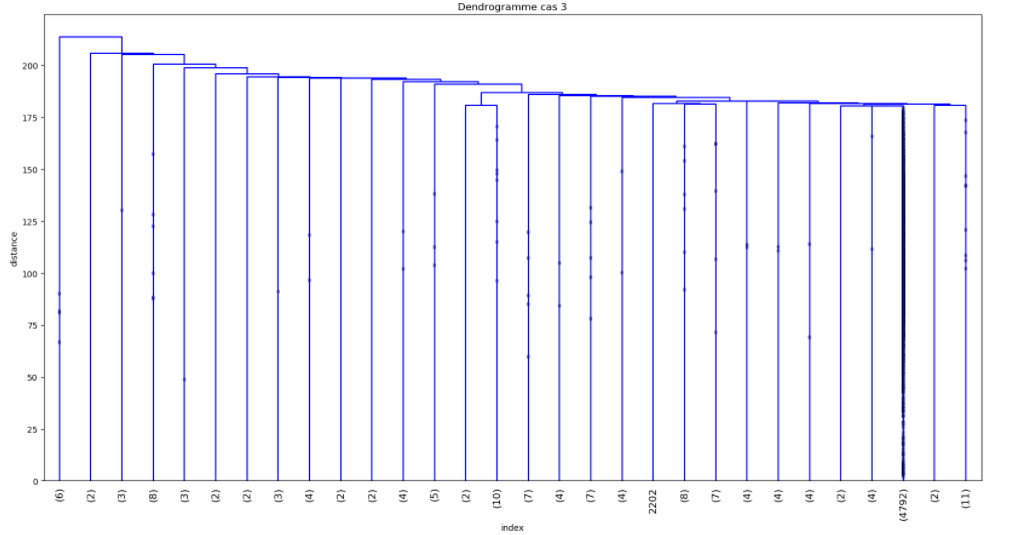 Dendrogramme cas 3
distance
200
175
150
125
100
75
50
25
0
(6) (2) (3) (8) (3) (2) (2) (3) (4) (2) (2) (4) (5) (2) (10) (7) (4) (7) (4) 2202 (8) (7) (4) (4) (4) (2) (4) (4792) (2) (11)
index